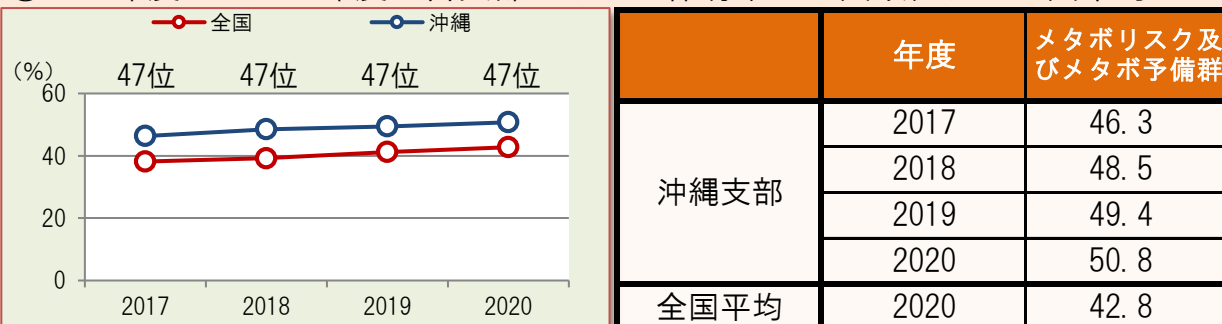 全国 沖縄
(%) 47位 47位 47位 47位
60
40
20
0
2017 2018 2019 2020
年度 メタボリスク及
びメタボ予備群
沖縄支部 2017 46.3
2018 48.5
2019 49.4
2020 50.8
全国平均 2020 42.8